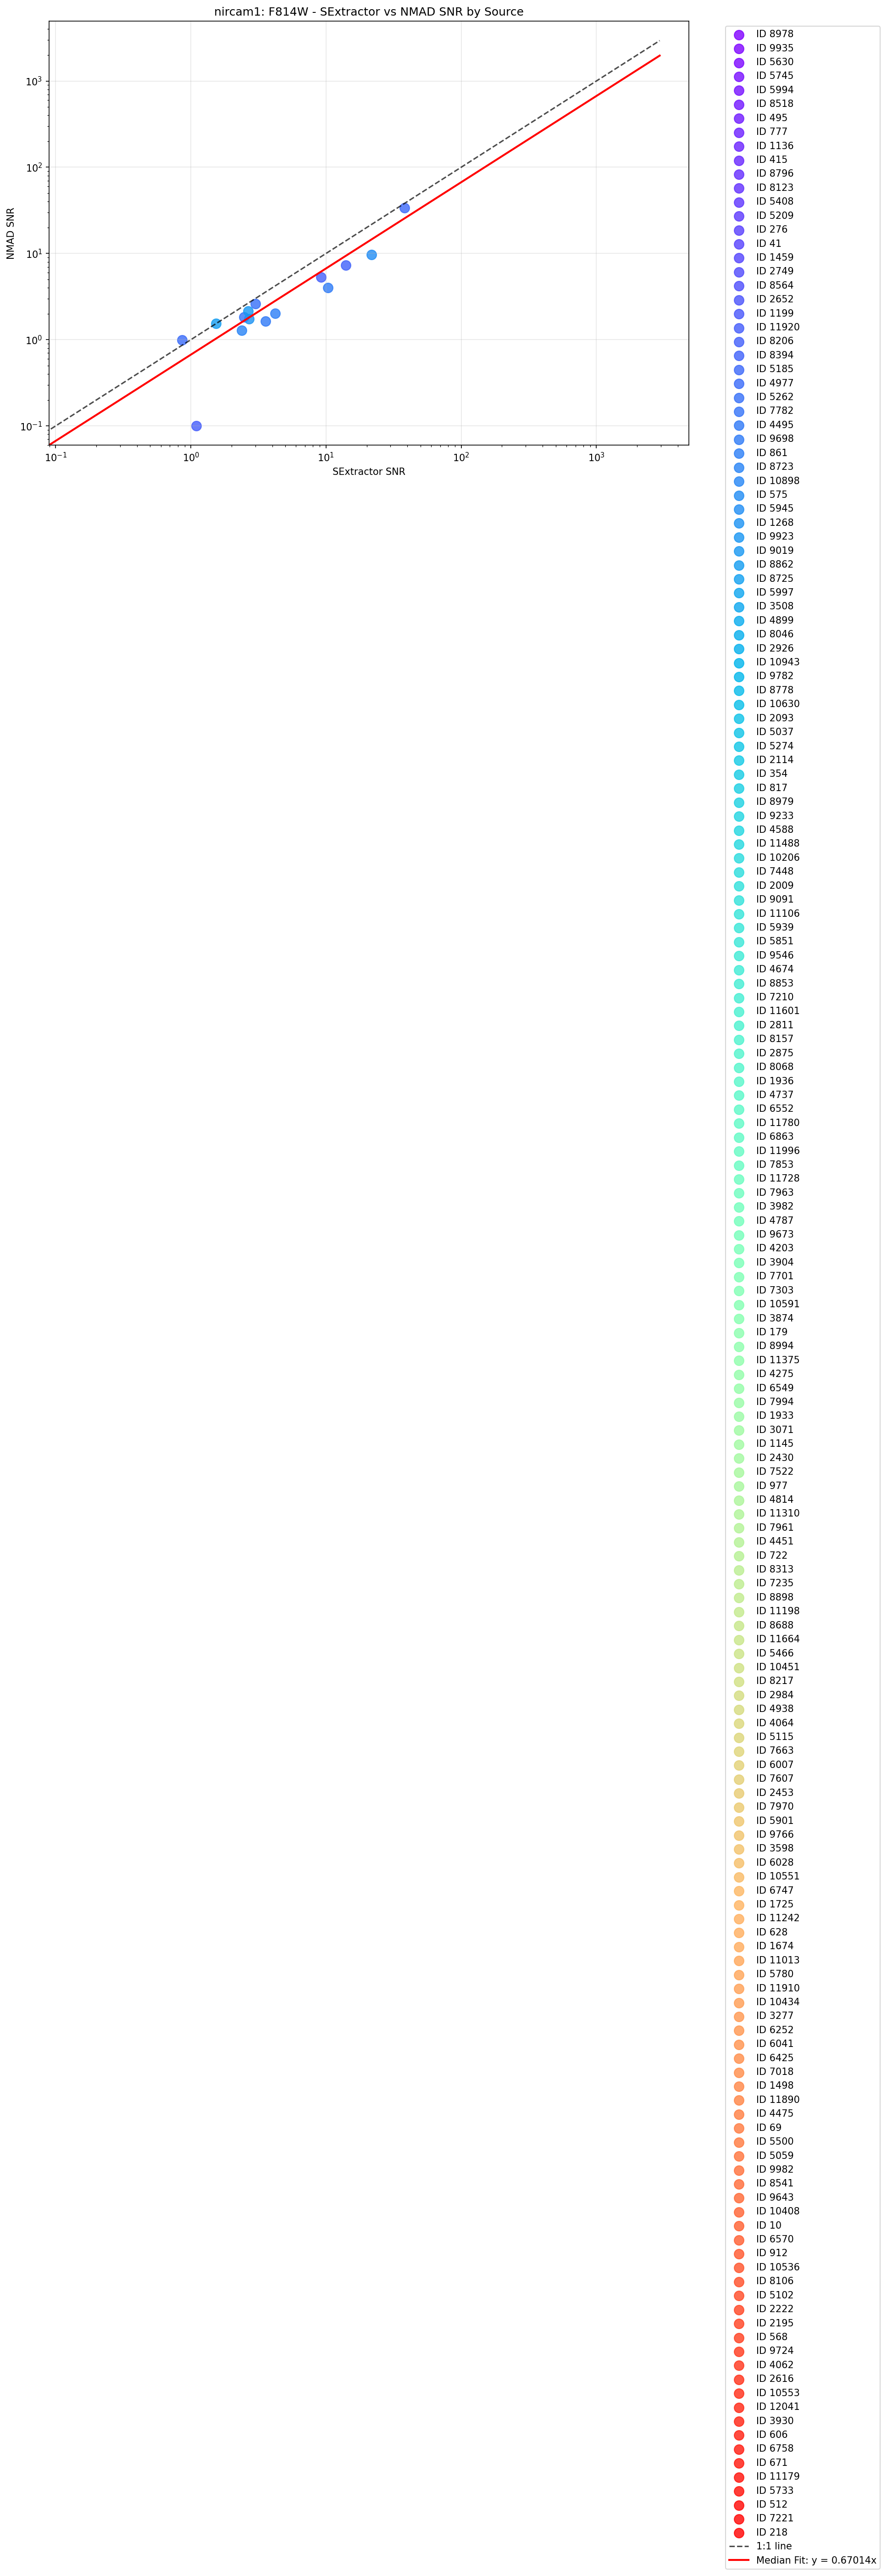 nircam1: F814W - SExtractor vs NMAD SNR by Source
NMAD SNR
10³
10²
10¹
10⁰
10⁻¹
10⁻¹
10⁰
10¹
10²
10³
SExtractor SNR
ID 8978
ID 9935
ID 5630
ID 5745
ID 5994
ID 8518
ID 495
ID 777
ID 1136
ID 415
ID 8796
ID 8123
ID 5408
ID 5209
ID 276
ID 41
ID 1459
ID 2749
ID 8564
ID 2652
ID 1199
ID 11920
ID 8206
ID 8394
ID 5185
ID 4977
ID 5262
ID 7782
ID 4495
ID 9698
ID 861
ID 8723
ID 10898
ID 575
ID 5945
ID 1268
ID 9923
ID 9019
ID 8862
ID 8725
ID 5997
ID 3508
ID 4899
ID 8046
ID 2926
ID 10943
ID 9782
ID 8778
ID 10630
ID 2093
ID 5037
ID 5274
ID 2114
ID 354
ID 817
ID 8979
ID 9233
ID 4588
ID 11488
ID 10206
ID 7448
ID 2009
ID 9091
ID 11106
ID 5939
ID 5851
ID 9546
ID 4674
ID 8853
ID 7210
ID 11601
ID 2811
ID 8157
ID 2875
ID 8068
ID 1936
ID 4737
ID 6552
ID 11780
ID 6863
ID 11996
ID 7853
ID 11728
ID 7963
ID 3982
ID 4787
ID 9673
ID 4203
ID 3904
ID 7701
ID 7303
ID 10591
ID 3874
ID 179
ID 8994
ID 11375
ID 4275
ID 6549
ID 7994
ID 1933
ID 3071
ID 1145
ID 2430
ID 7522
ID 977
ID 4814
ID 11310
ID 7961
ID 4451
ID 722
ID 8313
ID 7235
ID 8898
ID 11198
ID 8688
ID 11664
ID 5466
ID 10451
ID 8217
ID 2984
ID 4938
ID 4064
ID 5115
ID 7663
ID 6007
ID 7607
ID 2453
ID 7970
ID 5901
ID 9766
ID 3598
ID 6028
ID 10551
ID 6747
ID 1725
ID 11242
ID 628
ID 1674
ID 11013
ID 5780
ID 11910
ID 10434
ID 3277
ID 6252
ID 6041
ID 6425
ID 7018
ID 1498
ID 11890
ID 4475
ID 69
ID 5500
ID 5059
ID 9982
ID 8541
ID 9643
ID 10408
ID 10
ID 6570
ID 912
ID 10536
ID 8106
ID 5102
ID 2222
ID 2195
ID 568
ID 9724
ID 4062
ID 2616
ID 10553
ID 12041
ID 3930
ID 606
ID 6758
ID 671
ID 11179
ID 5733
ID 512
ID 7221
ID 218
1:1 line
Median Fit: y = 0.67014x